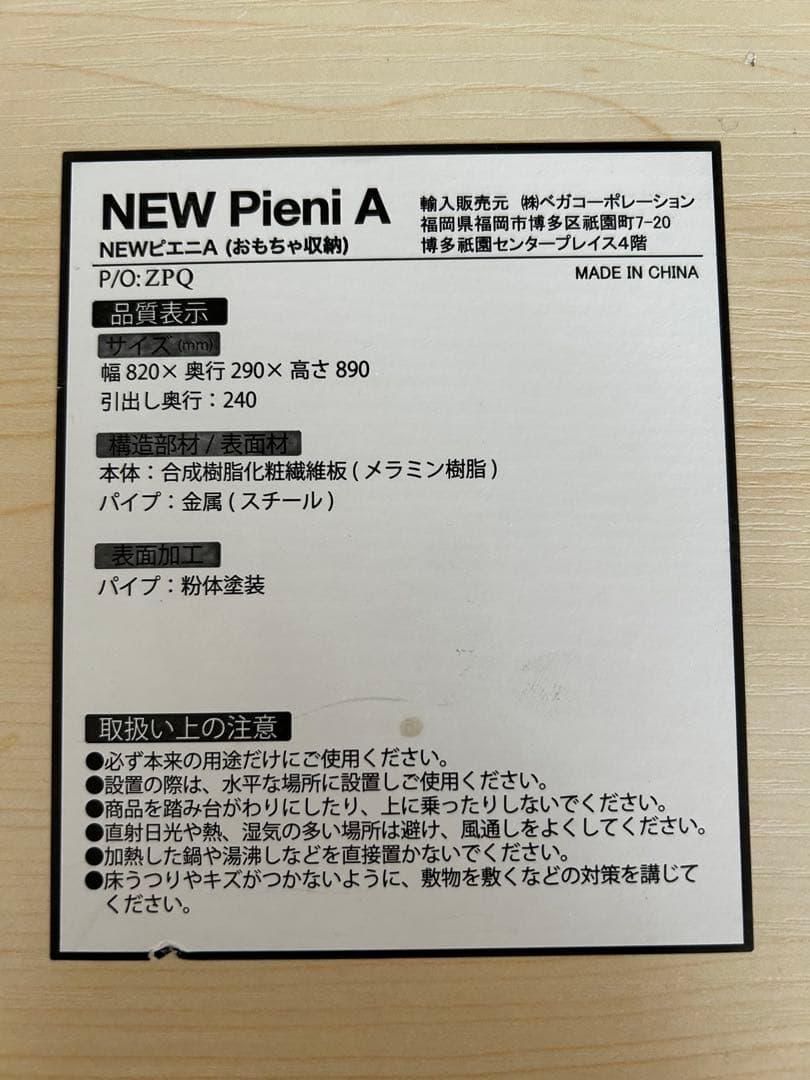 NEW Pieni A
NEWピエニA (おもちゃ収納)
輸入販売元 ㈱ベガコーポレーション
福岡県福岡市博多区祇園町7-20
博多祇園センタープレイス4階
P/O: ZPQ
MADE IN CHINA
品質表示
サイズ(mm)
幅 820× 奥行 290× 高さ 890
引出し奥行：240
構造部材 / 表面材
本体：合成樹脂化粧繊維板 ( メラミン樹脂 )
パイプ：金属 ( スチール )
表面加工
パイプ：粉体塗装
取扱い上の注意
●必ず本来の用途だけにご使用ください。
●設置の際は、水平な場所に設置しご使用ください。
●商品を踏み台がわりにしたり、上に乗ったりしないでください。
●直射日光や熱、湿気の多い場所は避け、風通しをよくしてください。
●加熱した鍋や湯沸しなどを直接置かないでください。
●床うつりやキズがつかないように、敷物を敷くなどの対策を講じて
ください。